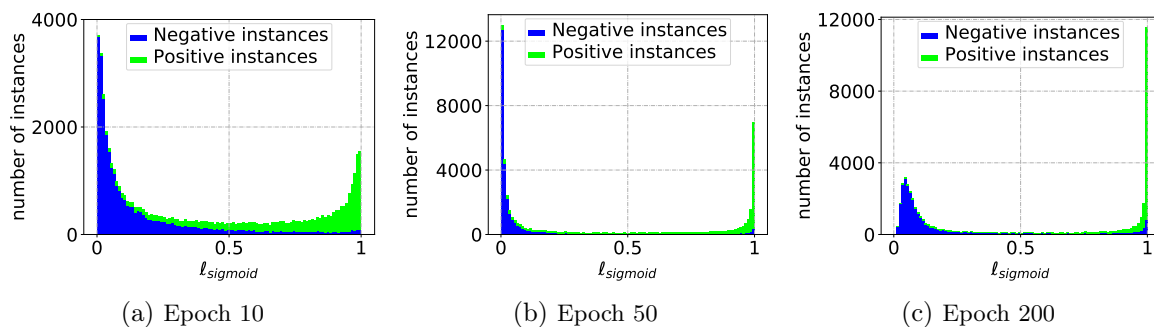 4000
2000
0
number of instances
Negative instances
Positive instances
0
0.5
1
ℓsigmoid
(a) Epoch 10
12000
8000
4000
0
number of instances
Negative instances
Positive instances
0
0.5
1
ℓsigmoid
(b) Epoch 50
12000
8000
4000
0
number of instances
Negative instances
Positive instances
0
0.5
1
ℓsigmoid
(c) Epoch 200